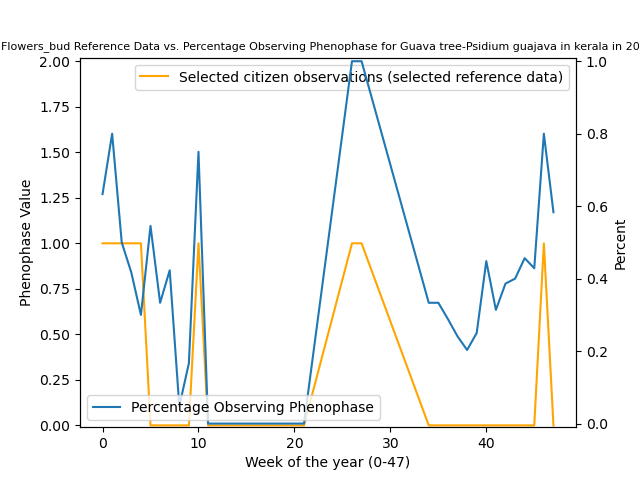 Flowers_bud Reference Data vs. Percentage Observing Phenophase for Guava tree-Psidium guajava in kerala in 20
Selected citizen observations (selected reference data)
Percentage Observing Phenophase
Phenophase Value
2.00
1.75
1.50
1.25
1.00
0.75
0.50
0.25
0.00
1.0
0.8
0.6
0.4
0.2
0.0
Percent
0 10 20 30 40
Week of the year (0-47)